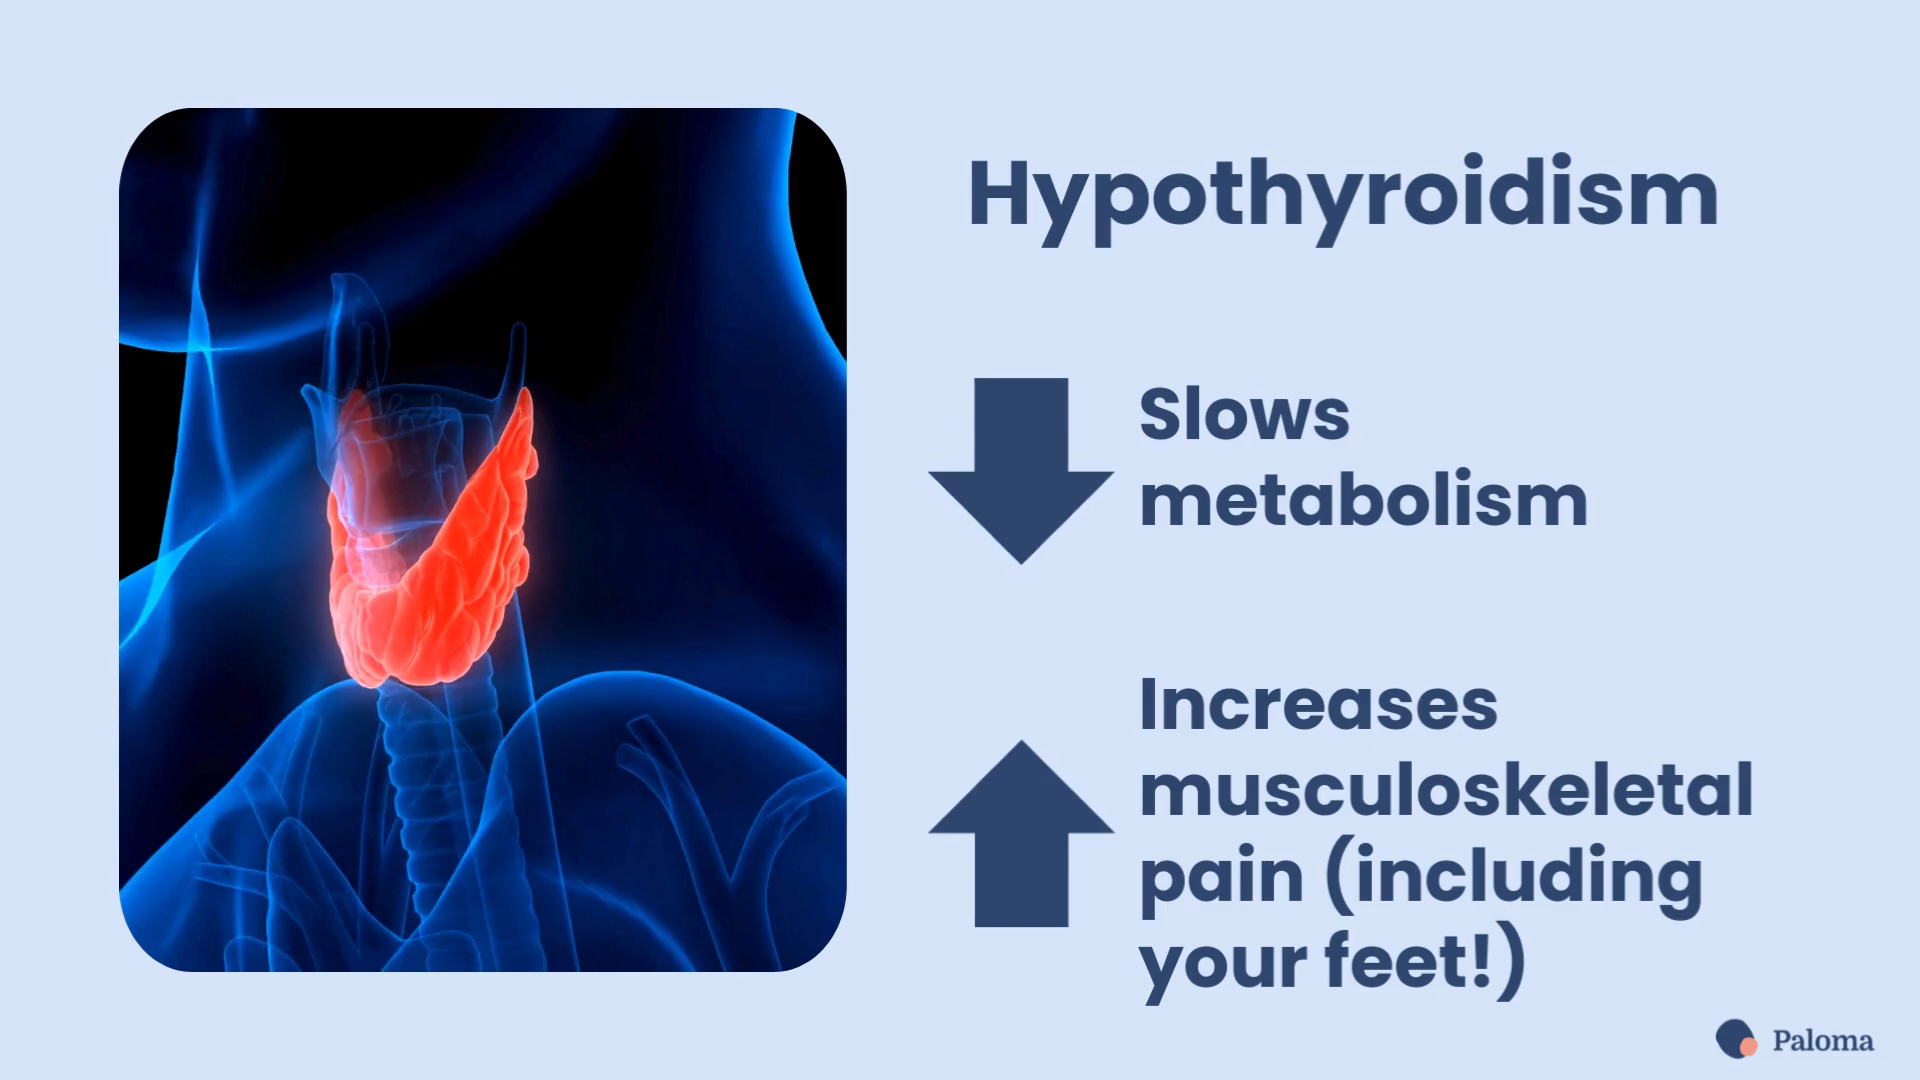 Hypothyroidism
Slows
metabolism
Increases
musculoskeletal
pain (including
your feet!)
Paloma